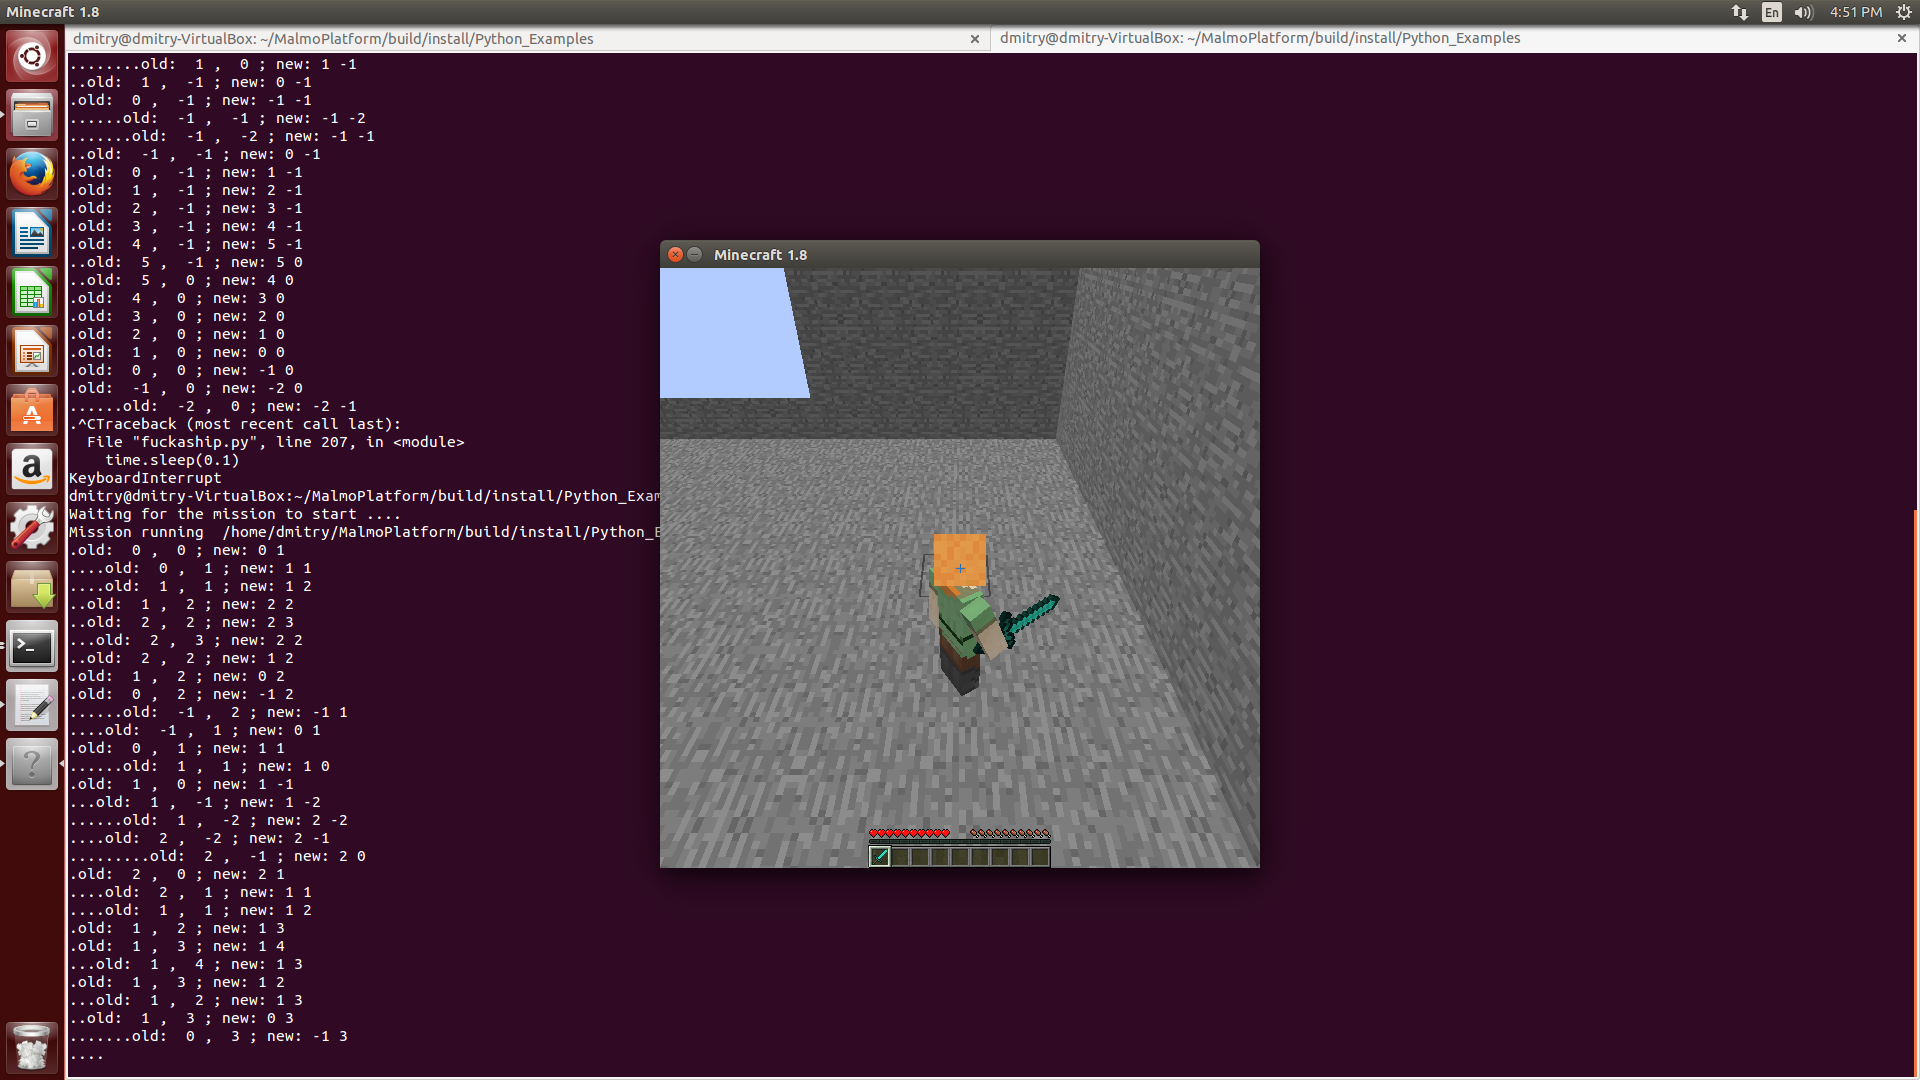 Minecraft 1.8
En
4:51 PM
dmitry@dmitry-VirtualBox: ~/MalmoPlatform/build/install/Python_Examples
dmitry@dmitry-VirtualBox: ~/MalmoPlatform/build/install/Python_Examples
........old:  1 ,  0 ; new: 1 -1
..old:  1 ,  -1 ; new: 0 -1
.old:  0 ,  -1 ; new: -1 -1
......old:  -1 ,  -1 ; new: -1 -2
.......old:  -1 ,  -2 ; new: -1 -1
..old:  -1 ,  -1 ; new: 0 -1
.old:  0 ,  -1 ; new: 1 -1
.old:  1 ,  -1 ; new: 2 -1
.old:  2 ,  -1 ; new: 3 -1
.old:  3 ,  -1 ; new: 4 -1
.old:  4 ,  -1 ; new: 5 -1
..old:  5 ,  -1 ; new: 5 0
..old:  5 ,  0 ; new: 4 0
.old:  4 ,  0 ; new: 3 0
.old:  3 ,  0 ; new: 2 0
.old:  2 ,  0 ; new: 1 0
.old:  1 ,  0 ; new: 0 0
.old:  0 ,  0 ; new: -1 0
.old:  -1 ,  0 ; new: -2 0
......old:  -2 ,  0 ; new: -2 -1
.^CTraceback (most recent call last):
  File "fuckaship.py", line 207, in <module>
    time.sleep(0.1)
KeyboardInterrupt
dmitry@dmitry-VirtualBox:~/MalmoPlatform/build/install/Python_Exam
Waiting for the mission to start ....
Mission running  /home/dmitry/MalmoPlatform/build/install/Python_E
.old:  0 ,  0 ; new: 0 1
....old:  0 ,  1 ; new: 1 1
....old:  1 ,  1 ; new: 1 2
..old:  1 ,  2 ; new: 2 2
..old:  2 ,  2 ; new: 2 3
...old:  2 ,  3 ; new: 2 2
..old:  2 ,  2 ; new: 1 2
.old:  1 ,  2 ; new: 0 2
.old:  0 ,  2 ; new: -1 2
......old:  -1 ,  2 ; new: -1 1
....old:  -1 ,  1 ; new: 0 1
.old:  0 ,  1 ; new: 1 1
......old:  1 ,  1 ; new: 1 0
.old:  1 ,  0 ; new: 1 -1
...old:  1 ,  -1 ; new: 1 -2
......old:  1 ,  -2 ; new: 2 -2
....old:  2 ,  -2 ; new: 2 -1
.........old:  2 ,  -1 ; new: 2 0
.old:  2 ,  0 ; new: 2 1
....old:  2 ,  1 ; new: 1 1
....old:  1 ,  1 ; new: 1 2
.old:  1 ,  2 ; new: 1 3
.old:  1 ,  3 ; new: 1 4
...old:  1 ,  4 ; new: 1 3
.old:  1 ,  3 ; new: 1 2
...old:  1 ,  2 ; new: 1 3
..old:  1 ,  3 ; new: 0 3
.......old:  0 ,  3 ; new: -1 3
....
Minecraft 1.8